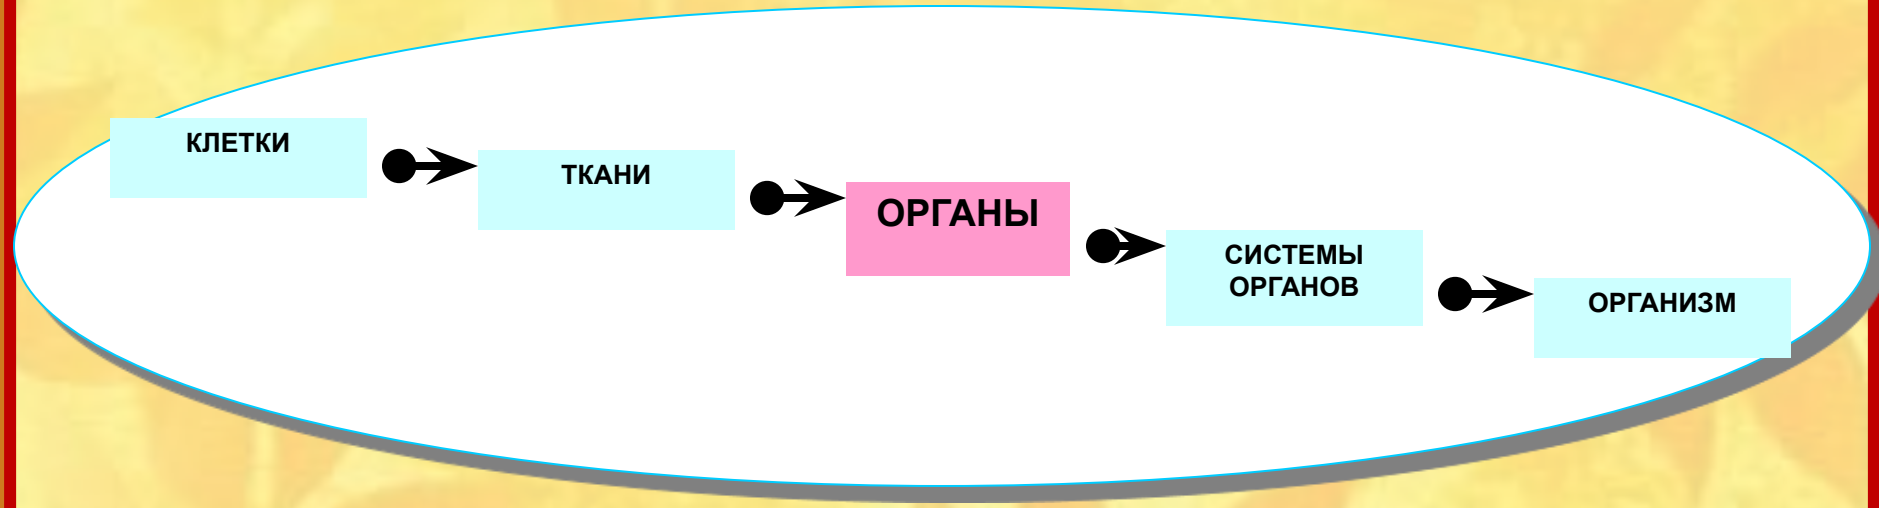 КЛЕТКИ
ТКАНИ
ОРГАНЫ
СИСТЕМЫ
ОРГАНОВ
ОРГАНИЗМ